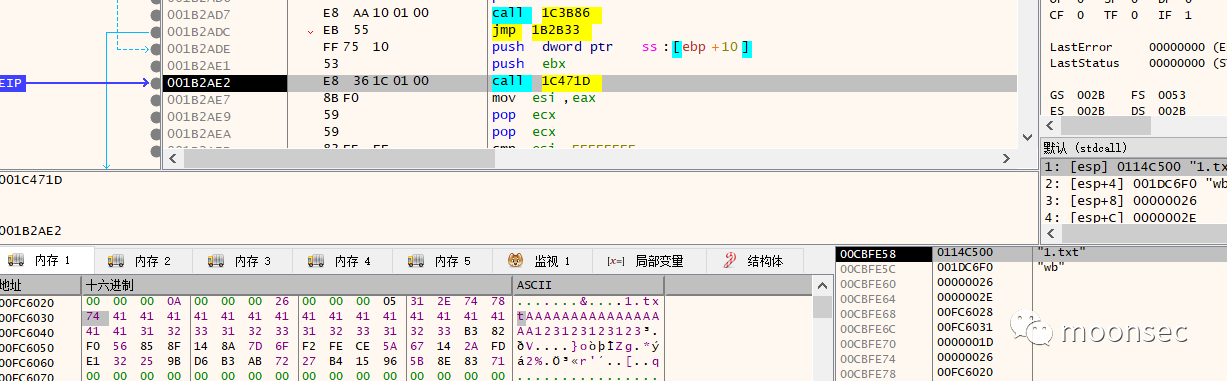 001B2AD7 E8 AA 10 01 00 call 1C3B86
001B2ADC EB 55 jmp 1B2B33
001B2ADE FF 75 10 push dword ptr ss:[ebp+10]
001B2AE1 53 push ebx
EIP 001B2AE2 E8 36 1C 01 00 call 1C471D
001B2AE7 8B F0 mov esi,eax
001B2AE9 59 pop ecx
001B2AEA 59 pop ecx
CF 0 TF 0 IF 1
LastError 00000000 (E
LastStatus 00000000 (S
GS 002B FS 0053
ES 002B DS 002B
默认 (stdcall)
1: [esp] 0114C500 "1.tx
2: [esp+4] 001DC6F0 "wb"
3: [esp+8] 00000026
4: [esp+C] 0000002E
001C471D
001B2AE2
内存 1 内存 2 内存 3 内存 4 内存 5 监视 1 [x=] 局部变量 结构体
地址 十六进制 ASCII
00FC6020 00 00 00 0A 00 00 00 26 00 00 00 05 31 2E 74 78 .......&....1.tx
00FC6030 74 41 41 41 41 41 41 41 41 41 41 41 41 41 41 41 tAAAAAAAAAAAAAAA
00FC6040 41 41 31 32 33 31 32 33 31 32 33 31 32 33 B3 82 AA123123123123³.
00FC6050 F0 56 85 8F 14 8A 7D 6F F2 FE CE 5A 67 14 2A FD ðV....}oòþÎZg.*ý
00FC6060 E1 32 25 9B D6 B3 AB 72 27 B4 15 96 5B 8E 83 71 á2%.Ö³«r'´..[..q
00FC6070 00 00 00 00 00 00 00 00 00 00 00 00 00 00 00 00
00CBFE58 0114C500 "1.txt"
00CBFE5C 001DC6F0 "wb"
00CBFE60 00000026
00CBFE64 0000002E
00CBFE68 00FC6028
00CBFE6C 00FC6031
00CBFE70 0000001D
00CBFE74 00000026
00CBFE78 00FC6020
moonsec